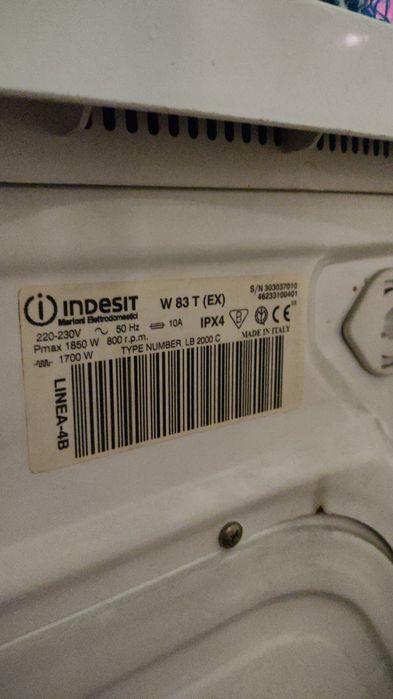 INDESIT
Merloni Elettrodomestici
W 83 T (EX)
S/N 303037010
46233100401
220-230V 50 Hz 10A IPX4
Pmax 1850 W 800 r.p.m.
MADE IN ITALY
1700 W TYPE NUMBER LB 2000 C
LINEA-4B